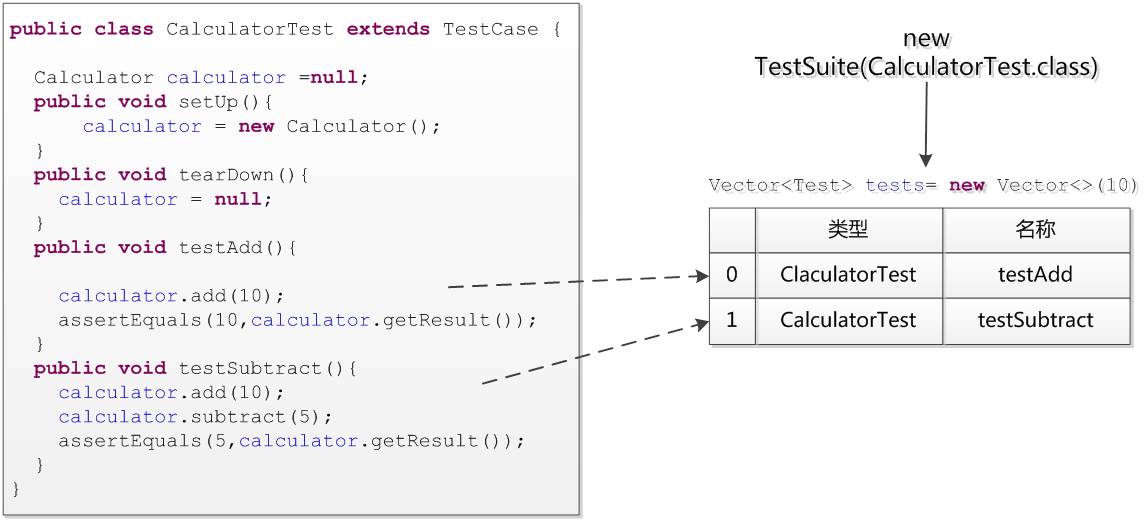 public class CalculatorTest extends TestCase {
Calculator calculator =null;
public void setUp(){
calculator = new Calculator();
}
public void tearDown(){
calculator = null;
}
public void testAdd(){
calculator.add(10);
assertEquals(10,calculator.getResult());
}
public void testSubtract(){
calculator.add(10);
calculator.subtract(5);
assertEquals(5,calculator.getResult());
}
}
new
TestSuite(CalculatorTest.class)
Vector<Test> tests= new Vector<>(10)
类型 名称
0 ClaculatorTest testAdd
1 CalculatorTest testSubtract